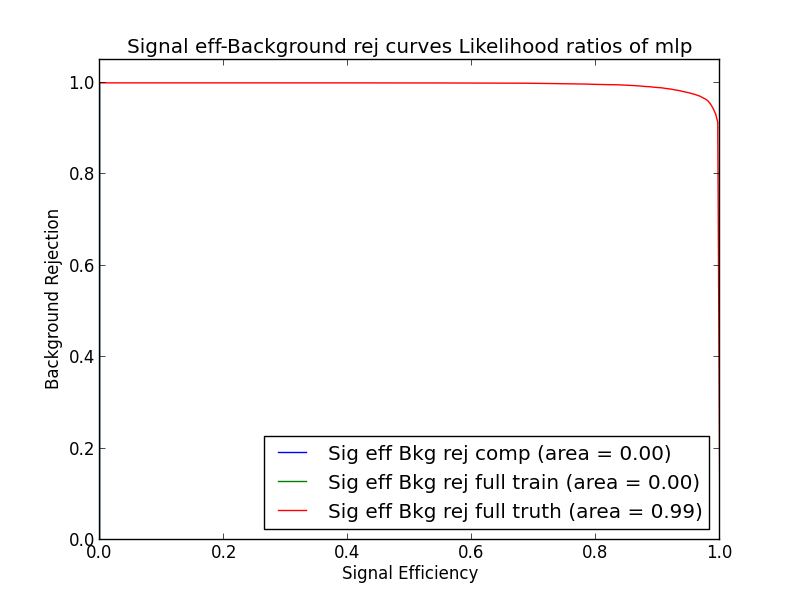 Signal eff-Background rej curves Likelihood ratios of mlp
1.0
0.8
0.6
0.4
0.2
0.0
Background Rejection
Sig eff Bkg rej comp (area = 0.00)
Sig eff Bkg rej full train (area = 0.00)
Sig eff Bkg rej full truth (area = 0.99)
0.0 0.2 0.4 0.6 0.8 1.0
Signal Efficiency